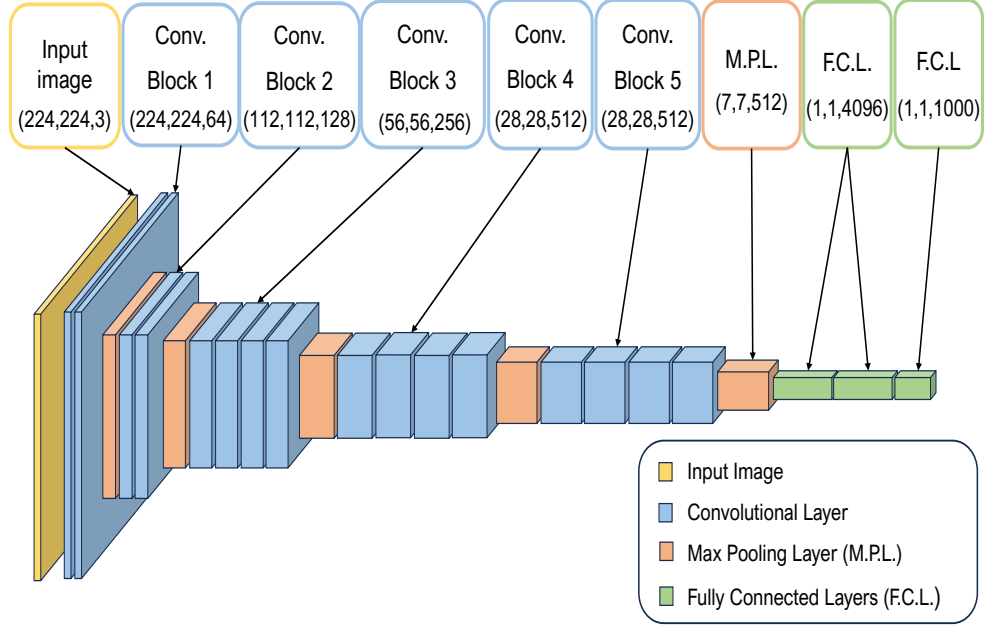 Input
image
(224,224,3)
Conv.
Block 1
(224,224,64)
Conv.
Block 2
(112,112,128)
Conv.
Block 3
(56,56,256)
Conv.
Block 4
(28,28,512)
Conv.
Block 5
(28,28,512)
M.P.L.
(7,7,512)
F.C.L.
(1,1,4096)
F.C.L
(1,1,1000)
Input Image
Convolutional Layer
Max Pooling Layer (M.P.L.)
Fully Connected Layers (F.C.L.)